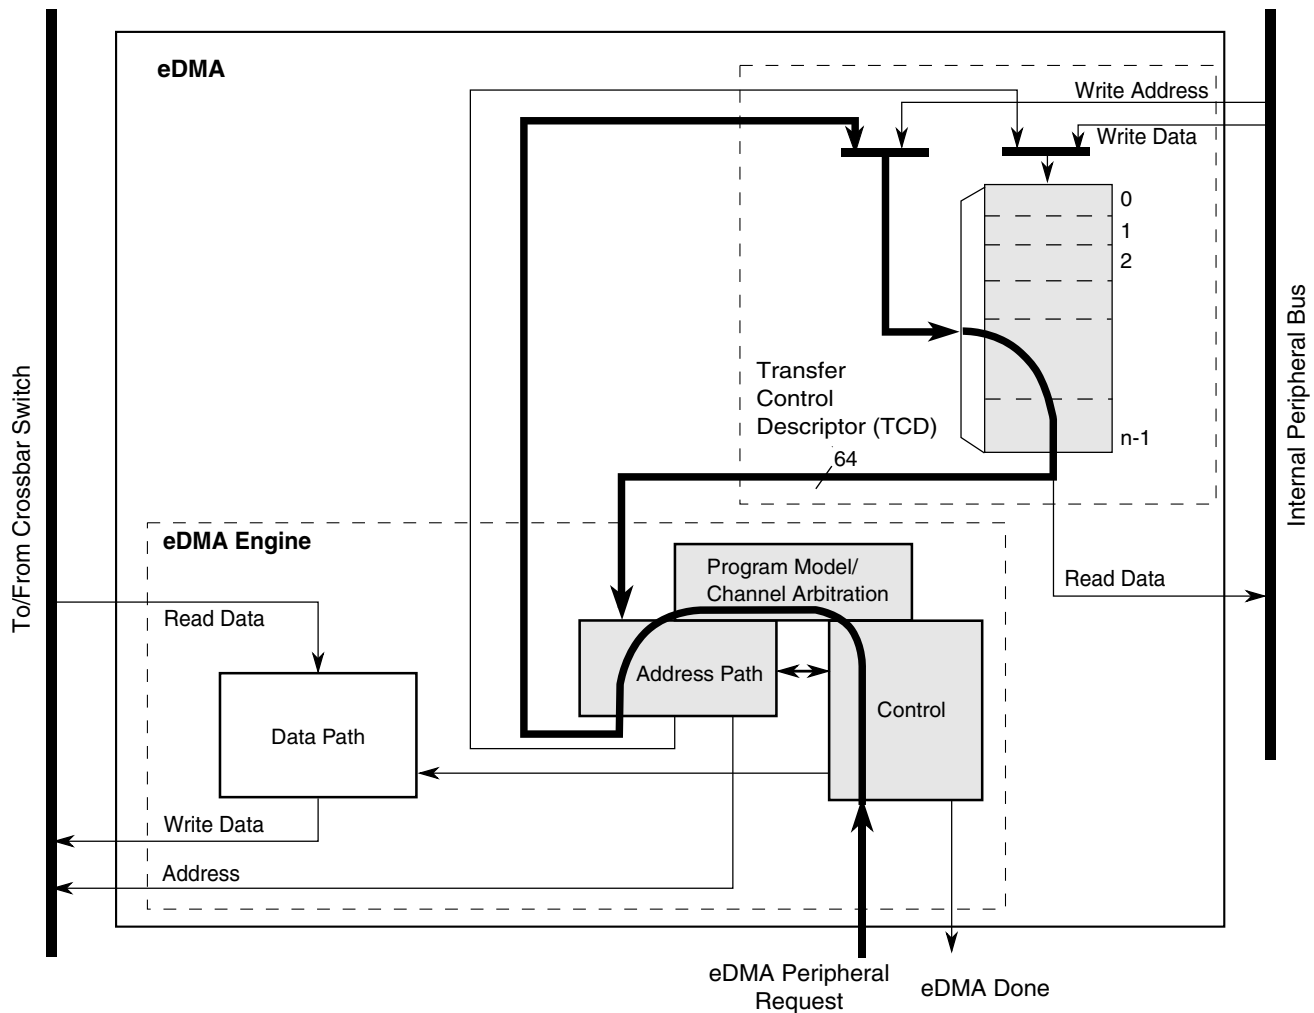 eDMA
Write Address
Write Data
0
1
2
Transfer
Control
Descriptor (TCD)
n-1
64
To/From Crossbar Switch
Internal Peripheral Bus
eDMA Engine
Program Model/
Channel Arbitration
Read Data
Read Data
Address Path
Control
Data Path
Write Data
Address
eDMA Peripheral
Request
eDMA Done